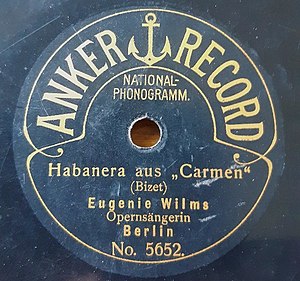 ANKER RECORD
NATIONAL-
PHONOGRAMM.
Habanera aus „Carmen“
(Bizet)
Eugenie Wilms
Opernsängerin
Berlin
No. 5652.